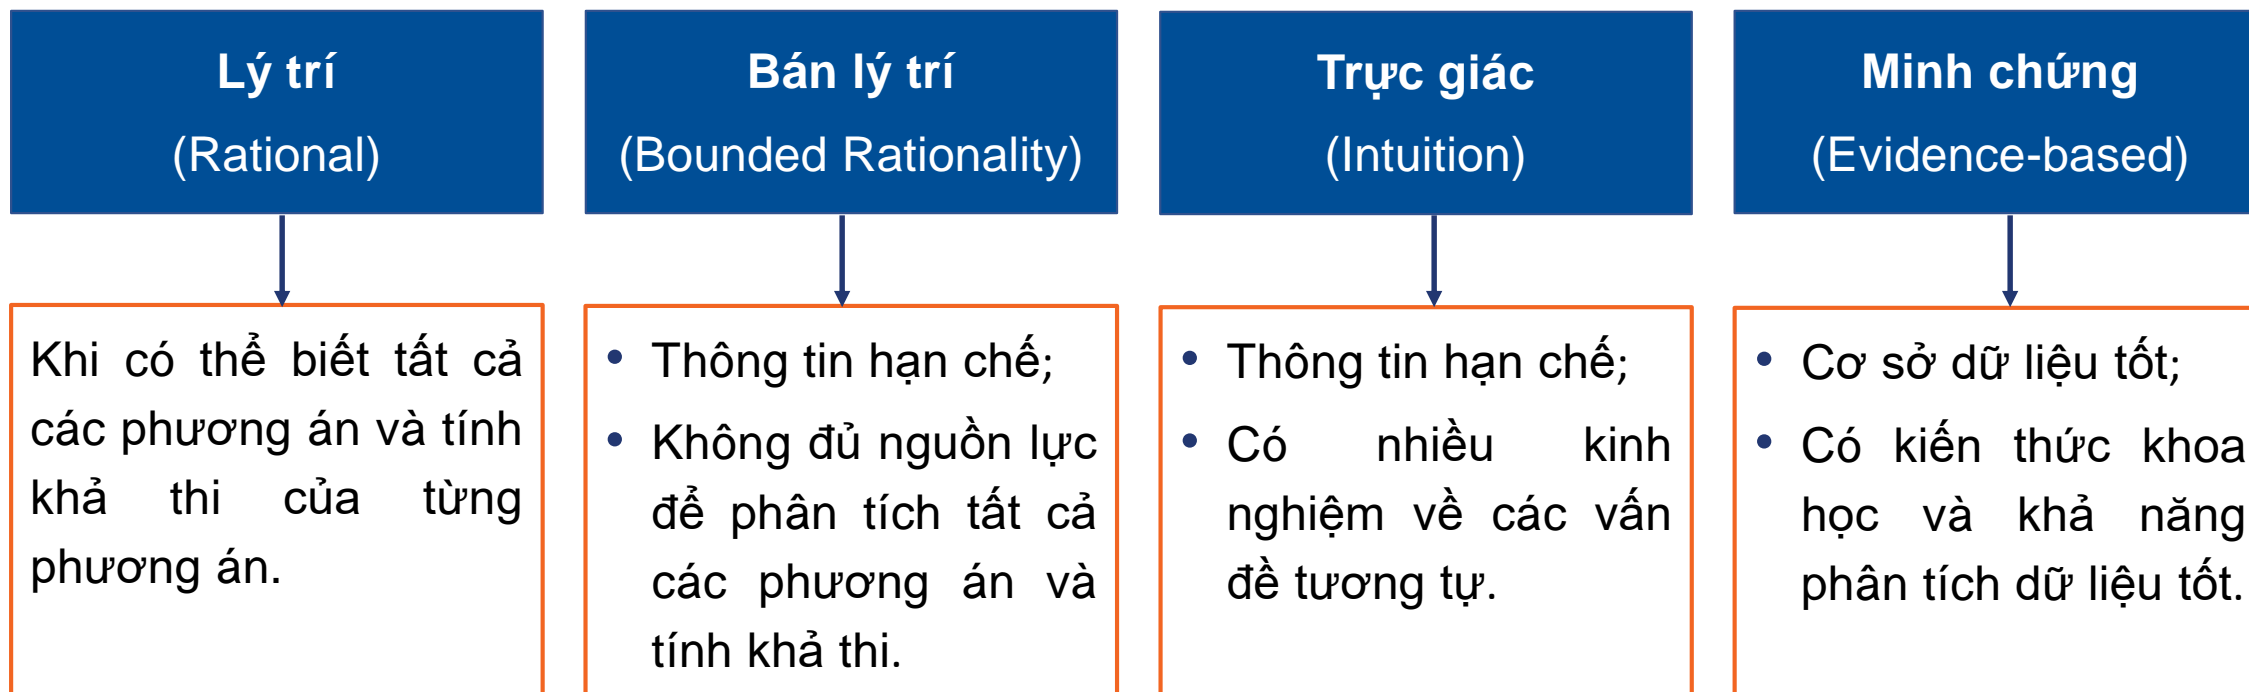 Lý trí
(Rational)
Khi có thể biết tất cả
các phương án và tính
khả thi của từng
phương án.
Bán lý trí
(Bounded Rationality)
• Thông tin hạn chế;
• Không đủ nguồn lực
để phân tích tất cả
các phương án và
tính khả thi.
Trực giác
(Intuition)
• Thông tin hạn chế;
• Có nhiều kinh
nghiệm về các vấn
đề tương tự.
Minh chứng
(Evidence-based)
• Cơ sở dữ liệu tốt;
• Có kiến thức khoa
học và khả năng
phân tích dữ liệu tốt.